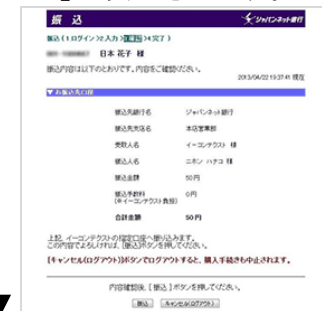 振 込
ジャパンネット銀行
振込(1.ログイン>2.入力>3.確認>4.完了)
日本 花子 様
振込内容は以下のとおりです。内容をご確認ください。
2013/04/22 19:37:41 現在
▼お振込先口座
振込先銀行名 ジャパンネット銀行
振込先支店名 本店営業部
受取人名 イーコンテクスト 様
振込人名 ニホン ハナコ 様
振込金額 50円
振込手数料 0円
(※イーコンテクスト負担)
合計金額 50円
上記、イーコンテクストの指定口座へ振り込みます。
この内容でよろしければ、[振込]ボタンを押してください。
[キャンセル(ログアウト)]ボタンでログアウトすると、購入手続きも中止されます。
内容確認後、[振込]ボタンを押してください。
振込 キャンセル(ログアウト)